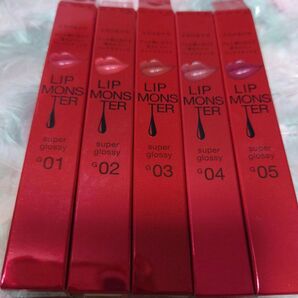 LIP
MONS
TER
super
glossy
G01
LIP
MONS
TER
super
glossy
G02
LIP
MONS
TER
super
glossy
G03
LIP
MONS
TER
super
glossy
G04
LIP
MONS
TER
super
glossy
G05